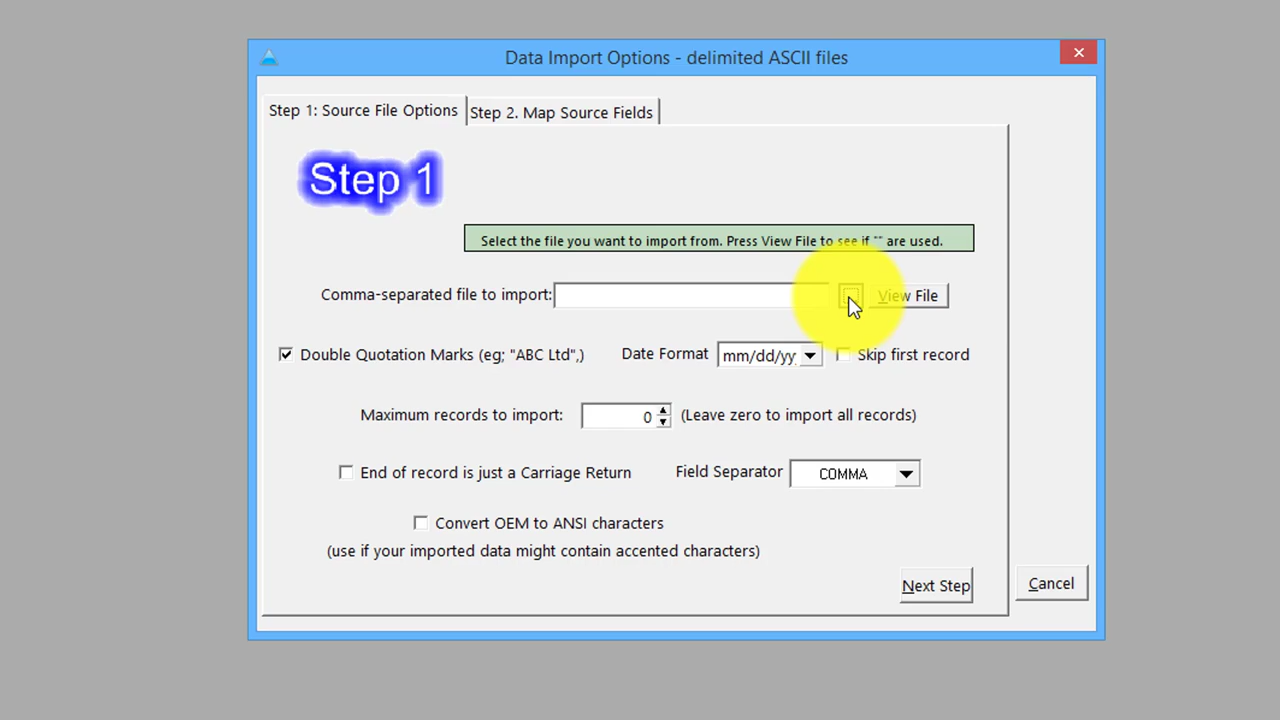 Data Import Options - delimited ASCII files
Step 1: Source File Options
Step 2. Map Source Fields
Step 1
Select the file you want to import from. Press View File to see if "" are used.
Comma-separated file to import:
View File
Double Quotation Marks (eg; "ABC Ltd",)
Date Format
mm/dd/yy
Skip first record
Maximum records to import:
0
(Leave zero to import all records)
End of record is just a Carriage Return
Field Separator
COMMA
Convert OEM to ANSI characters
(use if your imported data might contain accented characters)
Next Step
Cancel